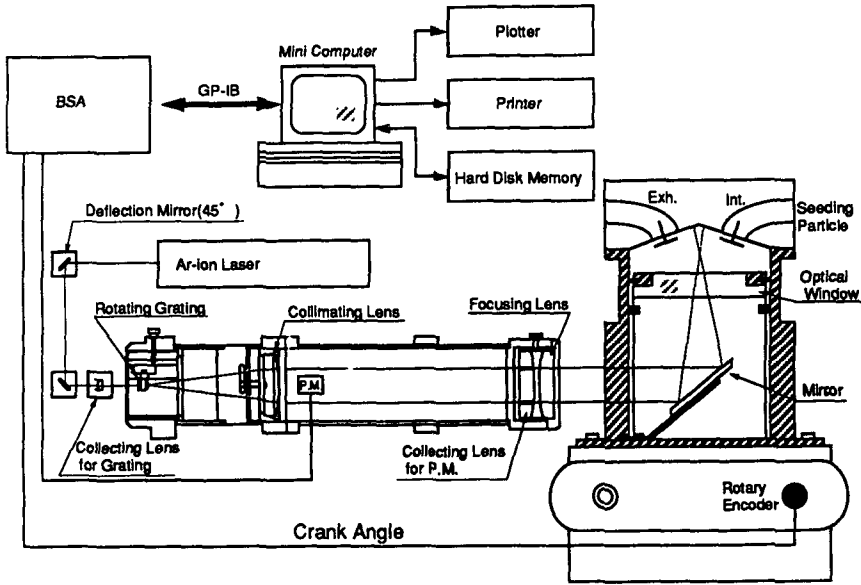 Plotter
Mini Computer
GP-IB
BSA
Printer
Hard Disk Memory
Exh.
Int.
Seeding
Particle
Deflection Mirror(45°)
Ar-ion Laser
Optical
Window
Rotating Grating
Collimating Lens
Focusing Lens
P.M.
Mirror
Collecting Lens
for Grating
Collecting Lens
for P.M.
Rotary
Encoder
Crank Angle